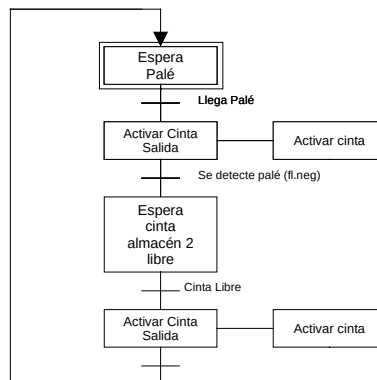 Espera
Palé
Llega Palé
Activar Cinta
Salida
Activar cinta
Se detecte palé (fl.neg)
Espera
cinta
almacén 2
libre
Cinta Libre
Activar Cinta
Salida
Activar cinta